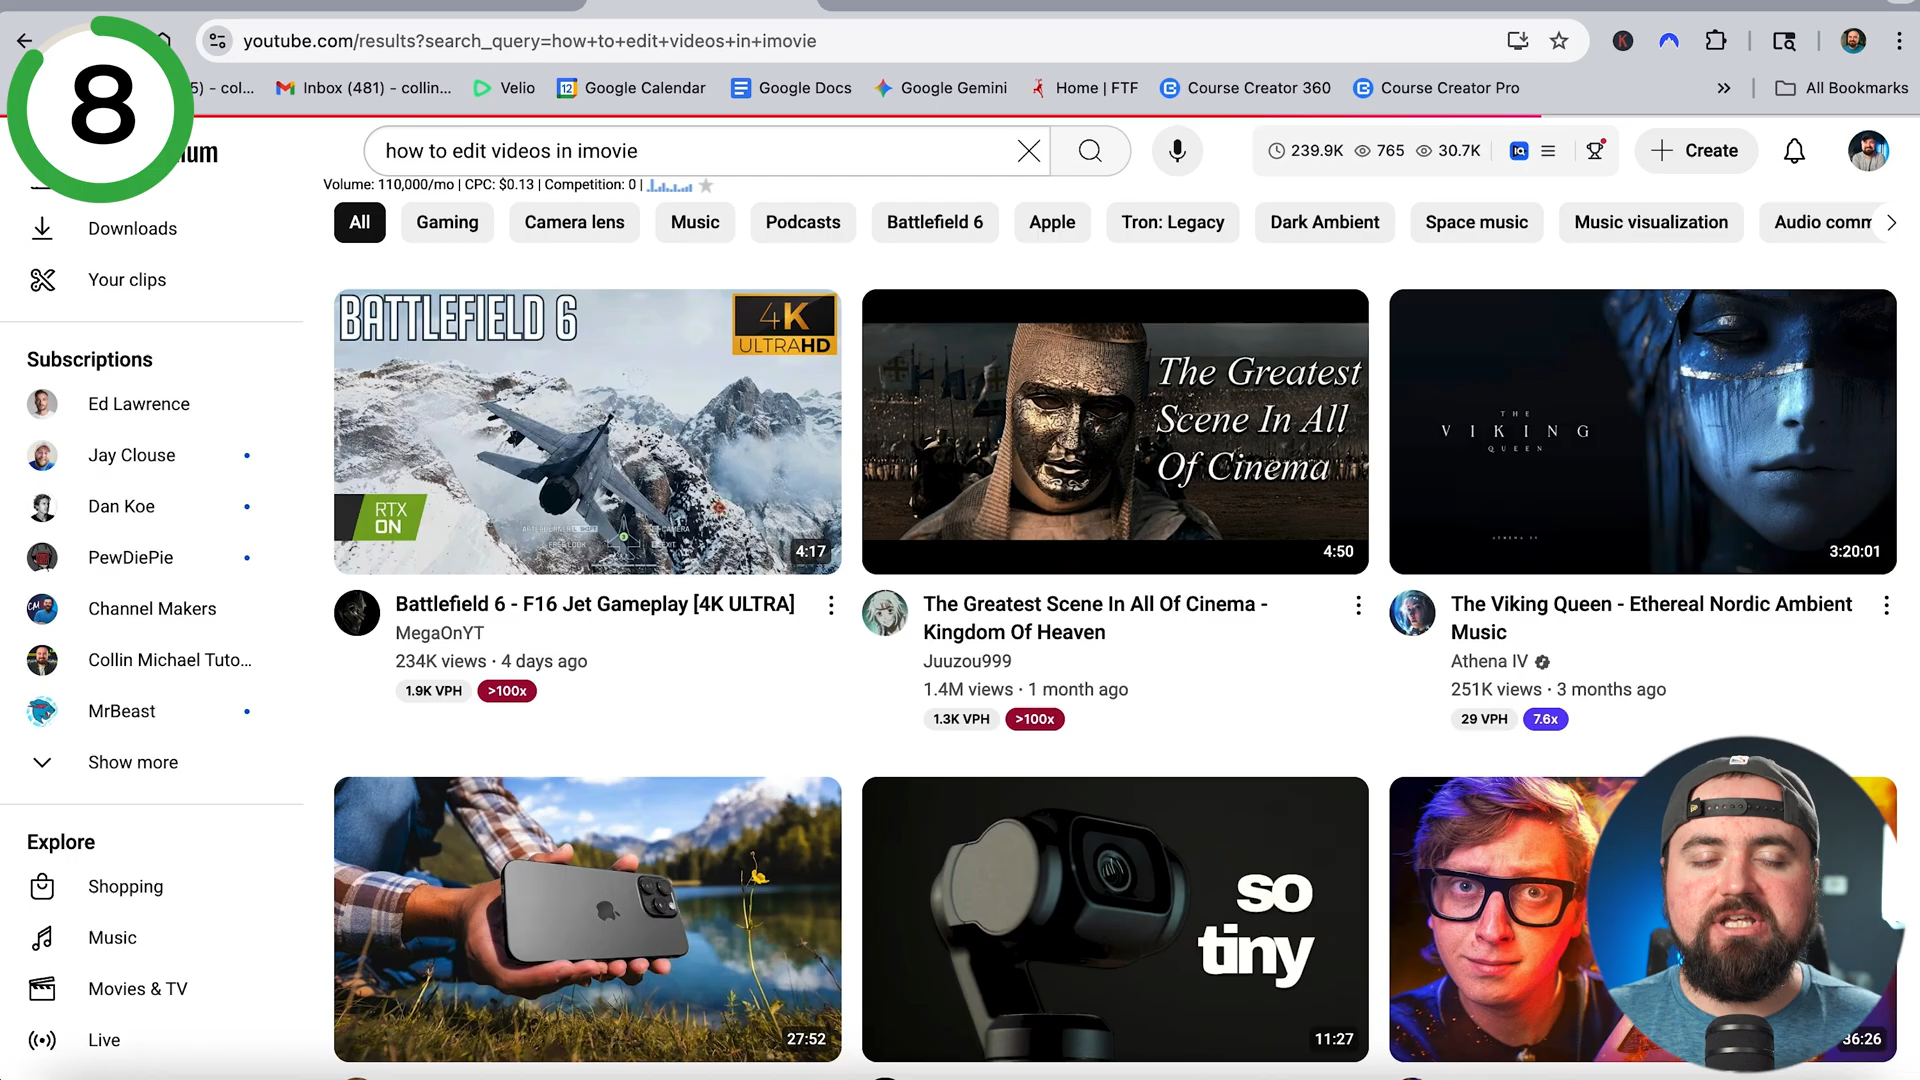 youtube.com/results?search_query=how+to+edit+videos+in+imovie
8
5) - col...
Inbox (481) - collin...
Velio
Google Calendar
Google Docs
Google Gemini
Home | FTF
Course Creator 360
Course Creator Pro
All Bookmarks
how to edit videos in imovie
239.9K
765
30.7K
Create
Volume: 110,000/mo | CPC: $0.13 | Competition: 0 |
All
Gaming
Camera lens
Music
Podcasts
Battlefield 6
Apple
Tron: Legacy
Dark Ambient
Space music
Music visualization
Audio comm
Downloads
Your clips
Subscriptions
Ed Lawrence
Jay Clouse
Dan Koe
PewDiePie
Channel Makers
Collin Michael Tuto...
MrBeast
Show more
Explore
Shopping
Music
Movies & TV
Live
BATTLEFIELD 6
4K
ULTRAHD
RTX
ON
4:17
Battlefield 6 - F16 Jet Gameplay [4K ULTRA]
MegaOnYT
234K views · 4 days ago
1.9K VPH
>100x
The Greatest
Scene In All
Of Cinema
4:50
The Greatest Scene In All Of Cinema -
Kingdom Of Heaven
Juuzou999
1.4M views · 1 month ago
1.3K VPH
>100x
THE
VIKING
QUEEN
ATHENA IV
3:20:01
The Viking Queen - Ethereal Nordic Ambient
Music
Athena IV
251K views · 3 months ago
29 VPH
7.6x
27:52
so
tiny
11:27
36:26